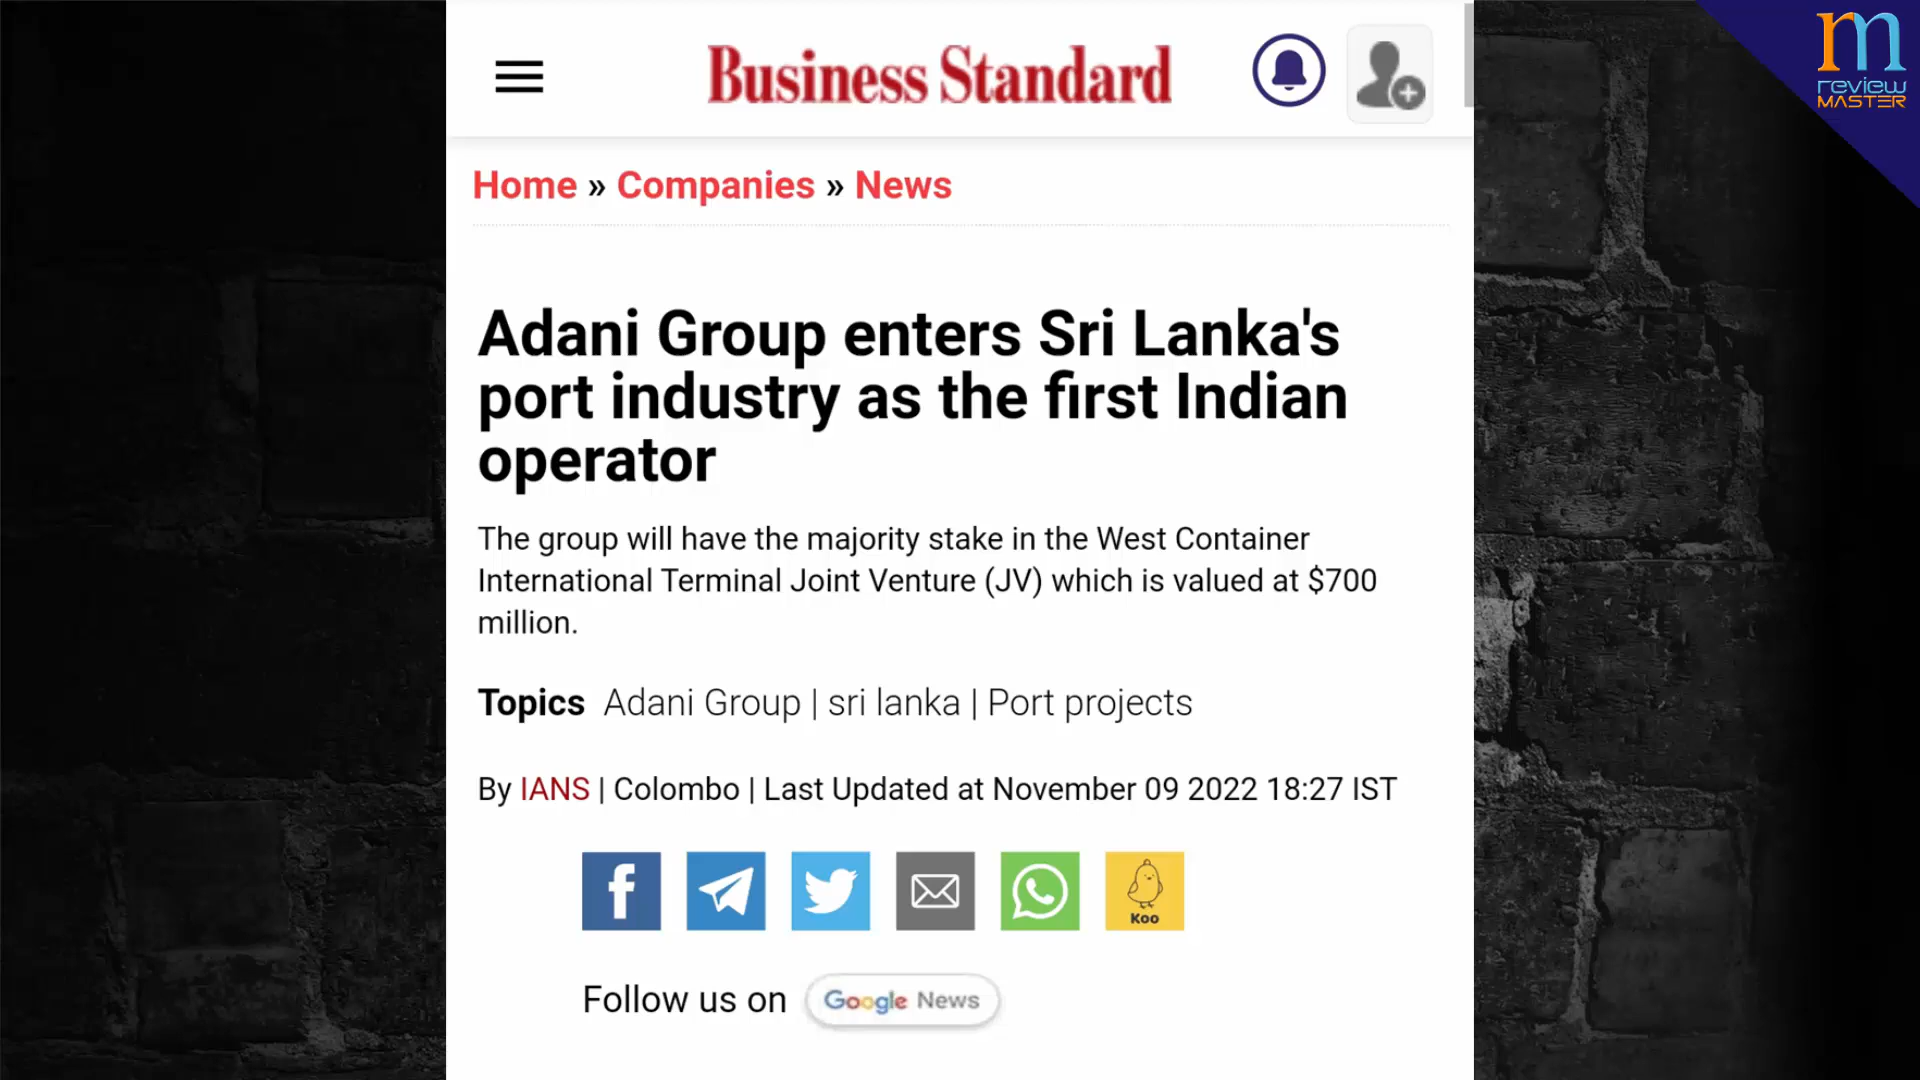 Business Standard
m
review
MASTER
Home » Companies » News
Adani Group enters Sri Lanka's
port industry as the first Indian
operator
The group will have the majority stake in the West Container
International Terminal Joint Venture (JV) which is valued at $700
million.
Topics Adani Group | sri lanka | Port projects
By IANS | Colombo | Last Updated at November 09 2022 18:27 IST
f
Koo
Follow us on Google News